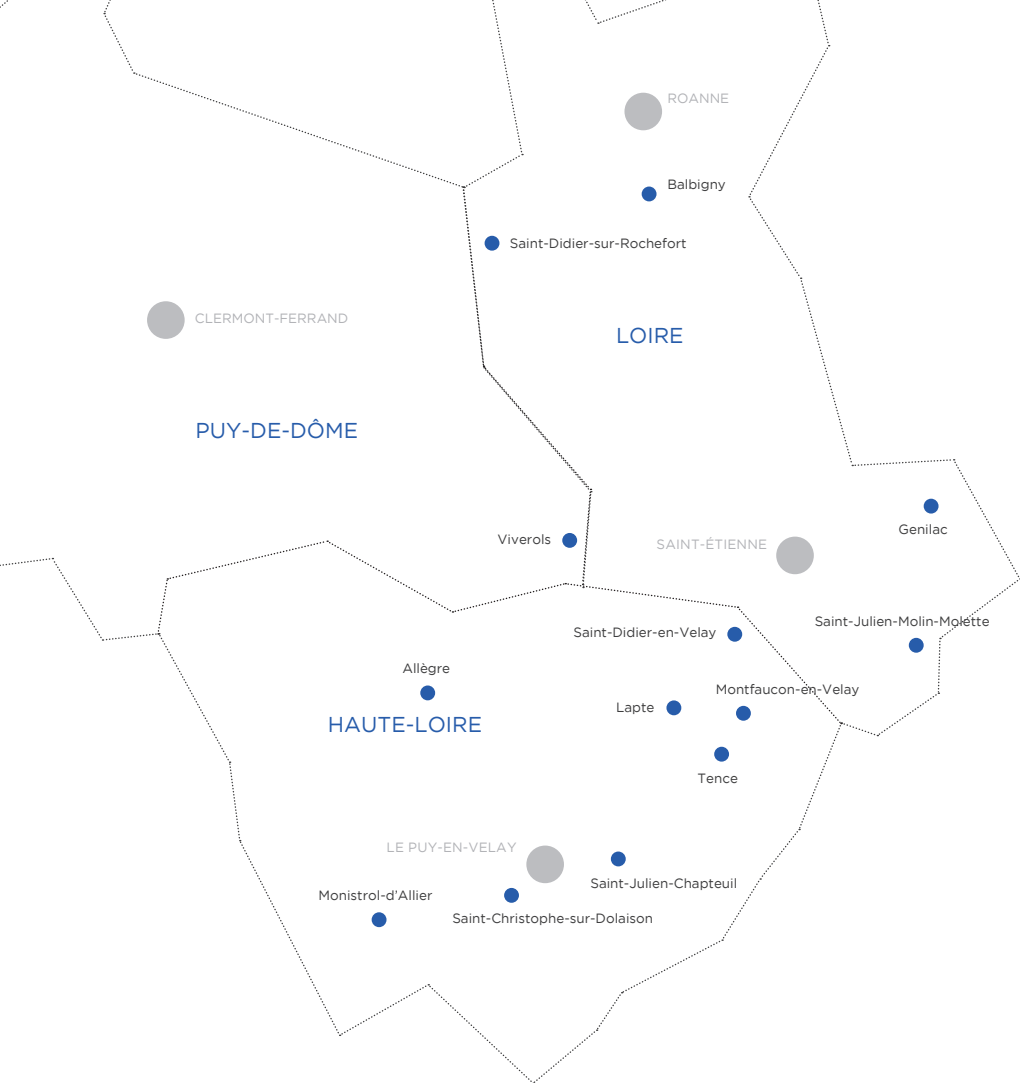 ROANNE
Balbigny
Saint-Didier-sur-Rochefort
CLERMONT-FERRAND
LOIRE
PUY-DE-DÔME
Genilac
Viverols
SAINT-ÉTIENNE
Saint-Julien-Molin-Molette
Saint-Didier-en-Velay
Allègre
Montfaucon-en-Velay
Lapte
HAUTE-LOIRE
Tence
LE PUY-EN-VELAY
Saint-Julien-Chapteuil
Monistrol-d’Allier
Saint-Christophe-sur-Dolaison